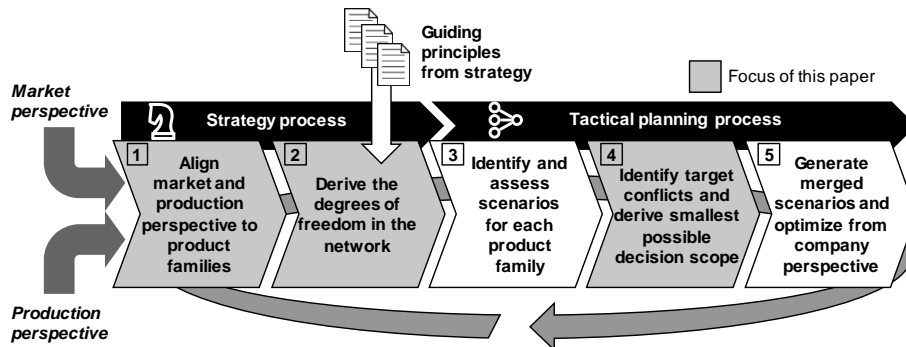 Guiding
principles
from strategy
Focus of this paper
Market
perspective
Strategy process
Tactical planning process
1
Align
market and
production
perspective to
product
families
2
Derive the
degrees of
freedom in the
network
3
Identify and
assess
scenarios
for each
product
family
4
Identify target
conflicts and
derive smallest
possible
decision scope
5
Generate
merged
scenarios and
optimize from
company
perspective
Production
perspective